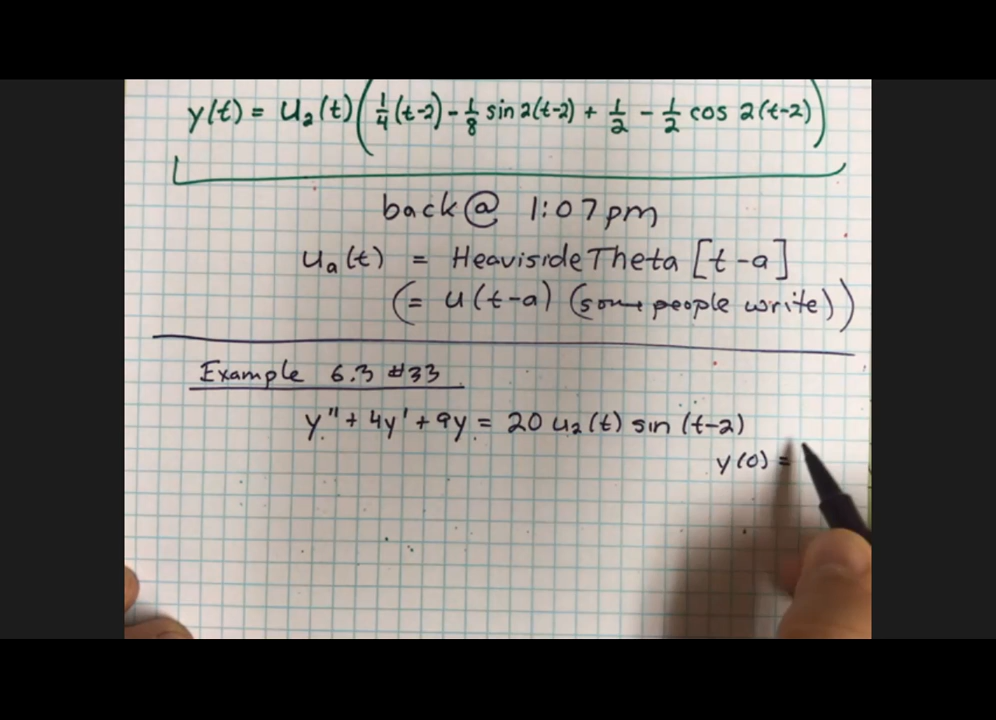 y(t) = u₂(t)(1/4(t-2) - 1/8 sin 2(t-2) + 1/2 - 1/2 cos 2(t-2))
back@ 1:07pm
uₐ(t) = HeavisideTheta [t-a]
(= u(t-a) (some people write))
Example 6.3 #33
y" + 4y' + 9y = 20 u₂(t) sin (t-2)
y(0) =